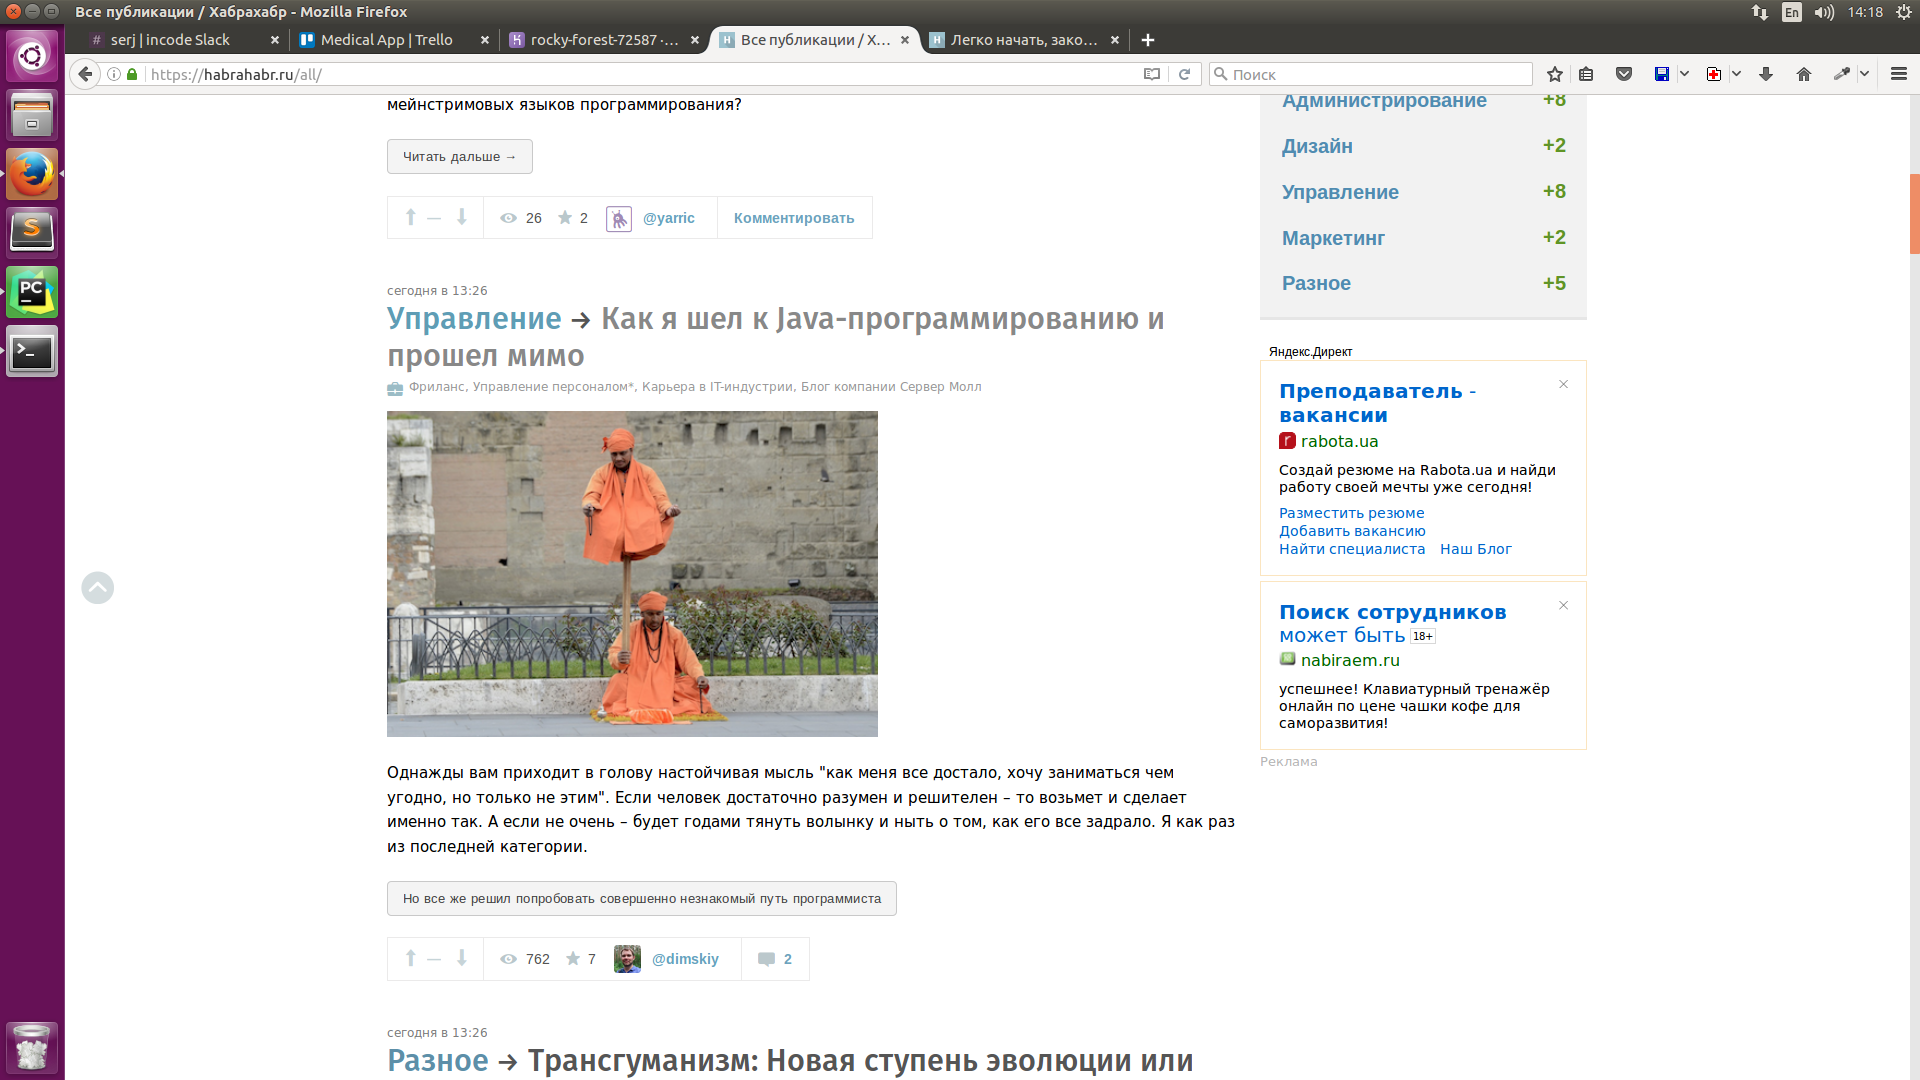 Все публикации / Хабрахабр - Mozilla Firefox
En
14:18
serj | incode Slack
Medical App | Trello
rocky-forest-72587 ·...
Все публикации / Х...
Легко начать, зако...
https://habrahabr.ru/all/
Поиск
мейнстримовых языков программирования?
Читать дальше →
26
2
@yarric
Комментировать
сегодня в 13:26
Управление → Как я шел к Java-программированию и
прошел мимо
Фриланс, Управление персоналом*, Карьера в IT-индустрии, Блог компании Сервер Молл
Однажды вам приходит в голову настойчивая мысль "как меня все достало, хочу заниматься чем
угодно, но только не этим". Если человек достаточно разумен и решителен – то возьмет и сделает
именно так. А если не очень – будет годами тянуть волынку и ныть о том, как его все задрало. Я как раз
из последней категории.
Но все же решил попробовать совершенно незнакомый путь программиста
762
7
@dimskiy
2
сегодня в 13:26
Разное → Трансгуманизм: Новая ступень эволюции или
Администрирование +8
Дизайн +2
Управление +8
Маркетинг +2
Разное +5
Яндекс.Директ
Преподаватель -
вакансии
rabota.ua
Создай резюме на Rabota.ua и найди
работу своей мечты уже сегодня!
Разместить резюме
Добавить вакансию
Найти специалиста Наш Блог
Поиск сотрудников
может быть 18+
nabiraem.ru
успешнее! Клавиатурный тренажёр
онлайн по цене чашки кофе для
саморазвития!
Реклама
PC